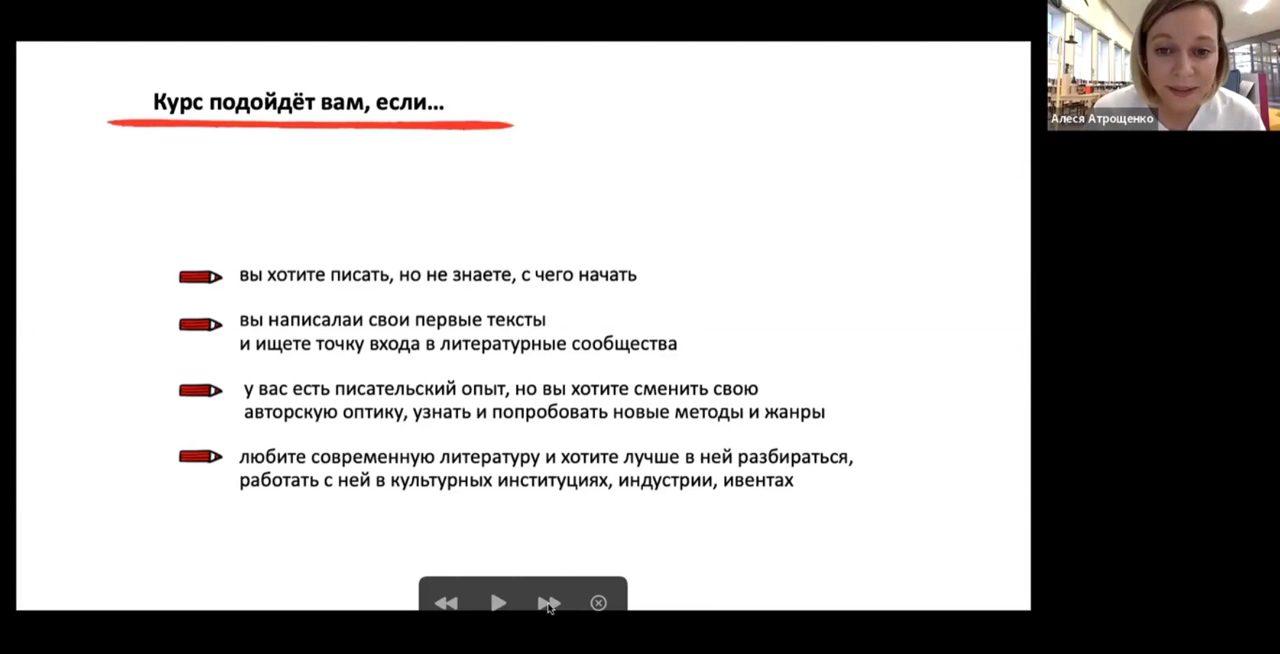 Курс подойдёт вам, если…
Алеся Атрощенко
вы хотите писать, но не знаете, с чего начать
вы написалаи свои первые тексты
и ищете точку входа в литературные сообщества
у вас есть писательский опыт, но вы хотите сменить свою
авторскую оптику, узнать и попробовать новые методы и жанры
любите современную литературу и хотите лучше в ней разбираться,
работать с ней в культурных институциях, индустрии, ивентах